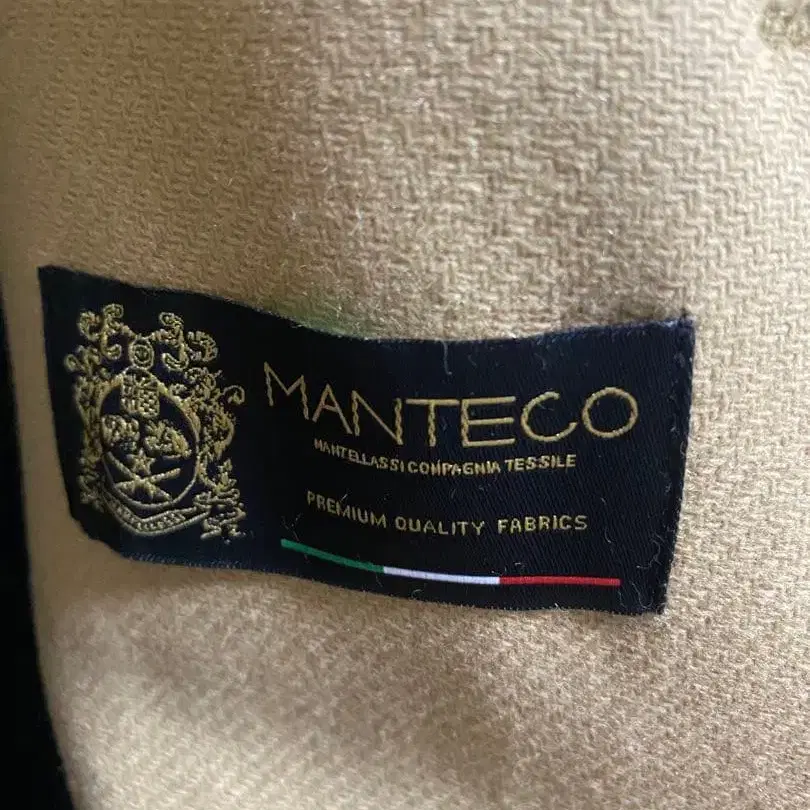 MANTECO
MANTELLASSI COMPAGNIA TESSILE
PREMIUM QUALITY FABRICS